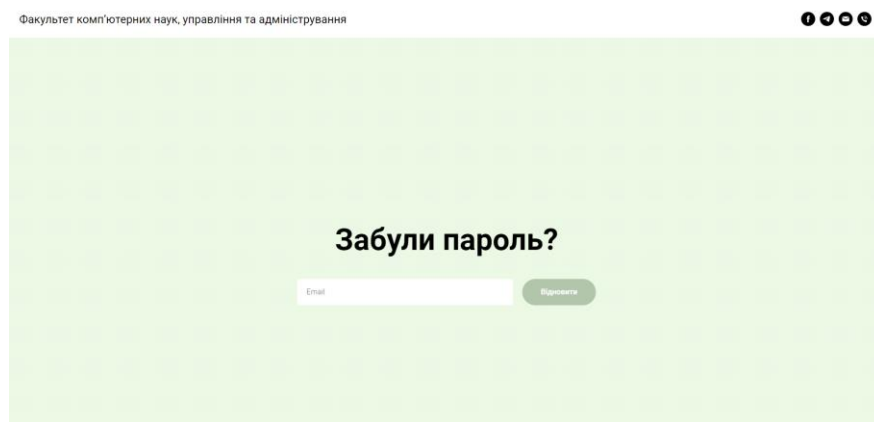 Факультет комп'ютерних наук, управління та адміністрування
Забули пароль?
Email
Відновити